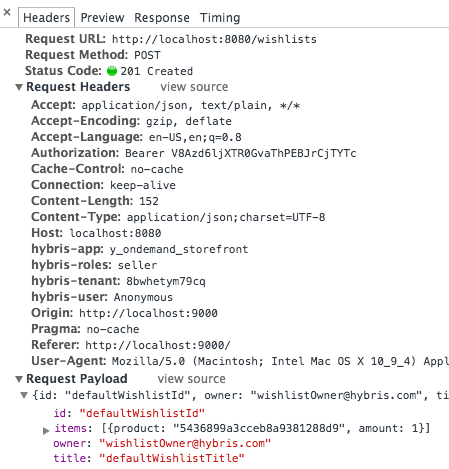 × Headers Preview Response Timing
Request URL: http://localhost:8080/wishlists
Request Method: POST
Status Code: 201 Created
▼Request Headers view source
Accept: application/json, text/plain, */*
Accept-Encoding: gzip, deflate
Accept-Language: en-US,en;q=0.8
Authorization: Bearer V8Azd6ljXTR0GvaThPEBJrCjTYTc
Cache-Control: no-cache
Connection: keep-alive
Content-Length: 152
Content-Type: application/json;charset=UTF-8
Host: localhost:8080
hybris-app: y_ondemand_storefront
hybris-roles: seller
hybris-tenant: 8bwhetym79cq
hybris-user: Anonymous
Origin: http://localhost:9000
Pragma: no-cache
Referer: http://localhost:9000/
User-Agent: Mozilla/5.0 (Macintosh; Intel Mac OS X 10_9_4) Appl
▼Request Payload view source
▼{id: "defaultWishlistId", owner: "wishlistOwner@hybris.com", ti
id: "defaultWishlistId"
▶items: [{product: "5436899a3cceb8a9381288d9", amount: 1}]
owner: "wishlistOwner@hybris.com"
title: "defaultWishlistTitle"